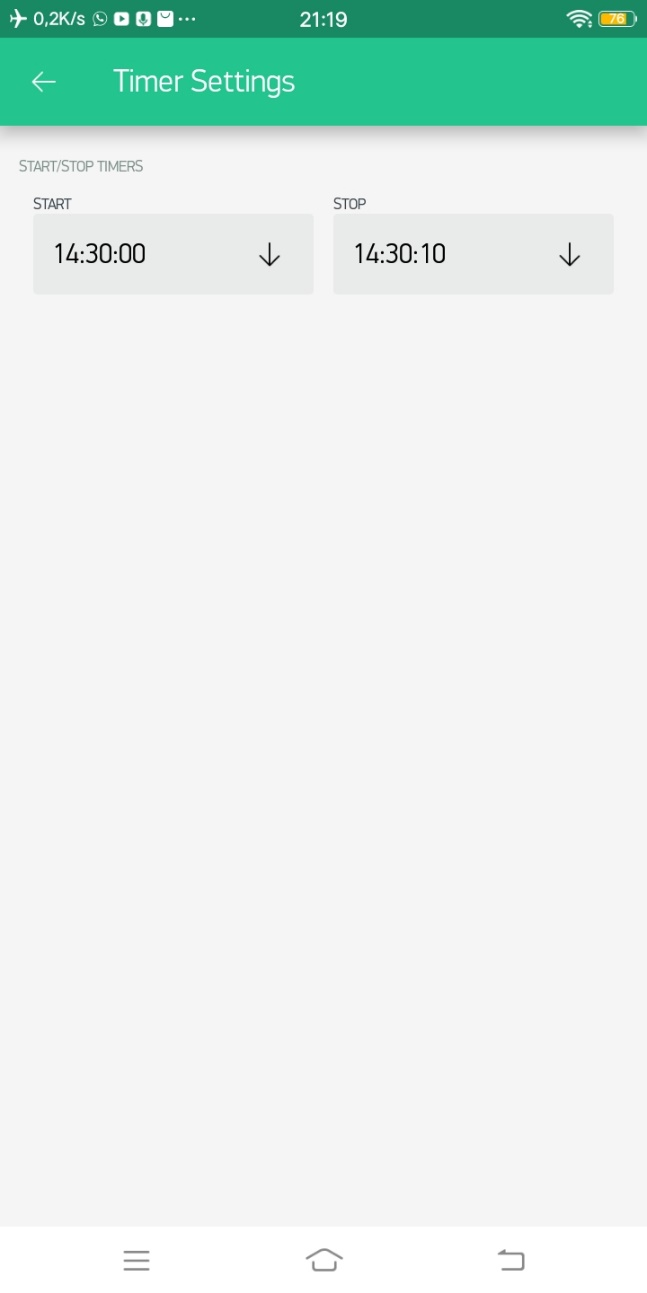 0,2K/s 21:19 76
Timer Settings
START/STOP TIMERS
START STOP
14:30:00 14:30:10